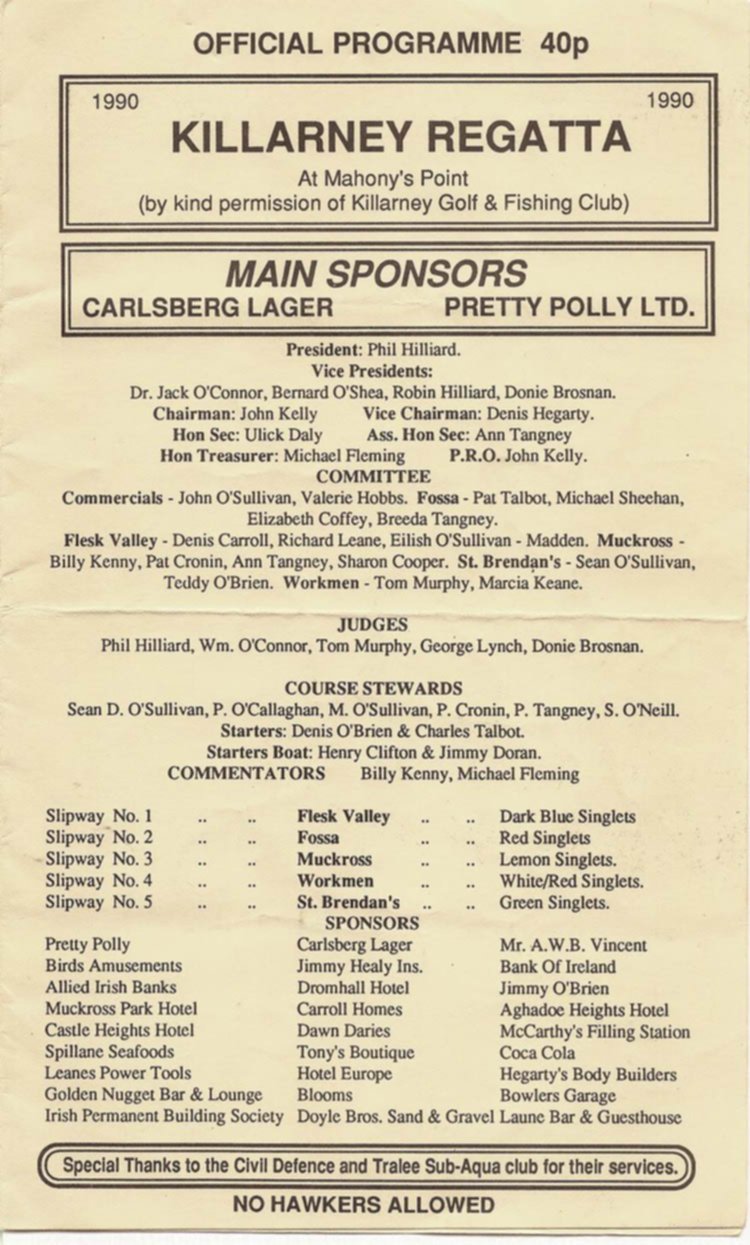 OFFICIAL PROGRAMME 40p
1990 1990
KILLARNEY REGATTA
At Mahony's Point
(by kind permission of Killarney Golf & Fishing Club)
MAIN SPONSORS
CARLSBERG LAGER PRETTY POLLY LTD.
President: Phil Hilliard.
Vice Presidents:
Dr. Jack O'Connor, Bernard O'Shea, Robin Hilliard, Donie Brosnan.
Chairman: John Kelly Vice Chairman: Denis Hegarty.
Hon Sec: Ulick Daly Ass. Hon Sec: Ann Tangney
Hon Treasurer: Michael Fleming P.R.O. John Kelly.
COMMITTEE
Commercials - John O'Sullivan, Valerie Hobbs. Fossa - Pat Talbot, Michael Sheehan,
Elizabeth Coffey, Breeda Tangney.
Flesk Valley - Denis Carroll, Richard Leane, Eilish O'Sullivan - Madden. Muckross -
Billy Kenny, Pat Cronin, Ann Tangney, Sharon Cooper. St. Brendan's - Sean O'Sullivan,
Teddy O'Brien. Workmen - Tom Murphy, Marcia Keane.
JUDGES
Phil Hilliard, Wm. O'Connor, Tom Murphy, George Lynch, Donie Brosnan.
COURSE STEWARDS
Sean D. O'Sullivan, P. O'Callaghan, M. O'Sullivan, P. Cronin, P. Tangney, S. O'Neill.
Starters: Denis O'Brien & Charles Talbot.
Starters Boat: Henry Clifton & Jimmy Doran.
COMMENTATORS Billy Kenny, Michael Fleming
Slipway No. 1 .. .. Flesk Valley .. .. Dark Blue Singlets
Slipway No. 2 .. .. Fossa .. .. Red Singlets
Slipway No. 3 .. .. Muckross .. .. Lemon Singlets.
Slipway No. 4 .. .. Workmen .. .. White/Red Singlets.
Slipway No. 5 .. .. St. Brendan's .. .. Green Singlets.
SPONSORS
Pretty Polly Carlsberg Lager Mr. A.W.B. Vincent
Birds Amusements Jimmy Healy Ins. Bank Of Ireland
Allied Irish Banks Dromhall Hotel Jimmy O'Brien
Muckross Park Hotel Carroll Homes Aghadoe Heights Hotel
Castle Heights Hotel Dawn Daries McCarthy's Filling Station
Spillane Seafoods Tony's Boutique Coca Cola
Leanes Power Tools Hotel Europe Hegarty's Body Builders
Golden Nugget Bar & Lounge Blooms Bowlers Garage
Irish Permanent Building Society Doyle Bros. Sand & Gravel Laune Bar & Guesthouse
Special Thanks to the Civil Defence and Tralee Sub-Aqua club for their services.
NO HAWKERS ALLOWED